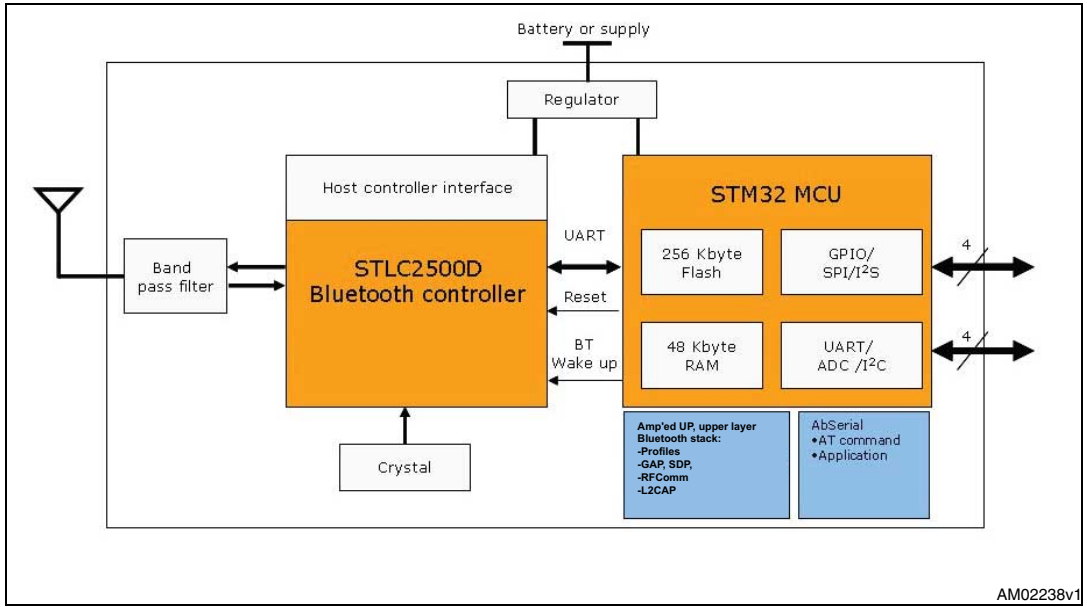 Battery or supply
Regulator
Host controller interface
STM32 MCU
UART
256 Kbyte
Flash
GPIO/
SPI/I²S
4
Band
pass filter
STLC2500D
Bluetooth controller
Reset
BT
Wake up
48 Kbyte
RAM
UART/
ADC /I²C
4
Crystal
Amp'ed UP, upper layer
Bluetooth stack:
-Profiles
-GAP, SDP,
-RFComm
-L2CAP
AbSerial
•AT command
•Application
AM02238v1